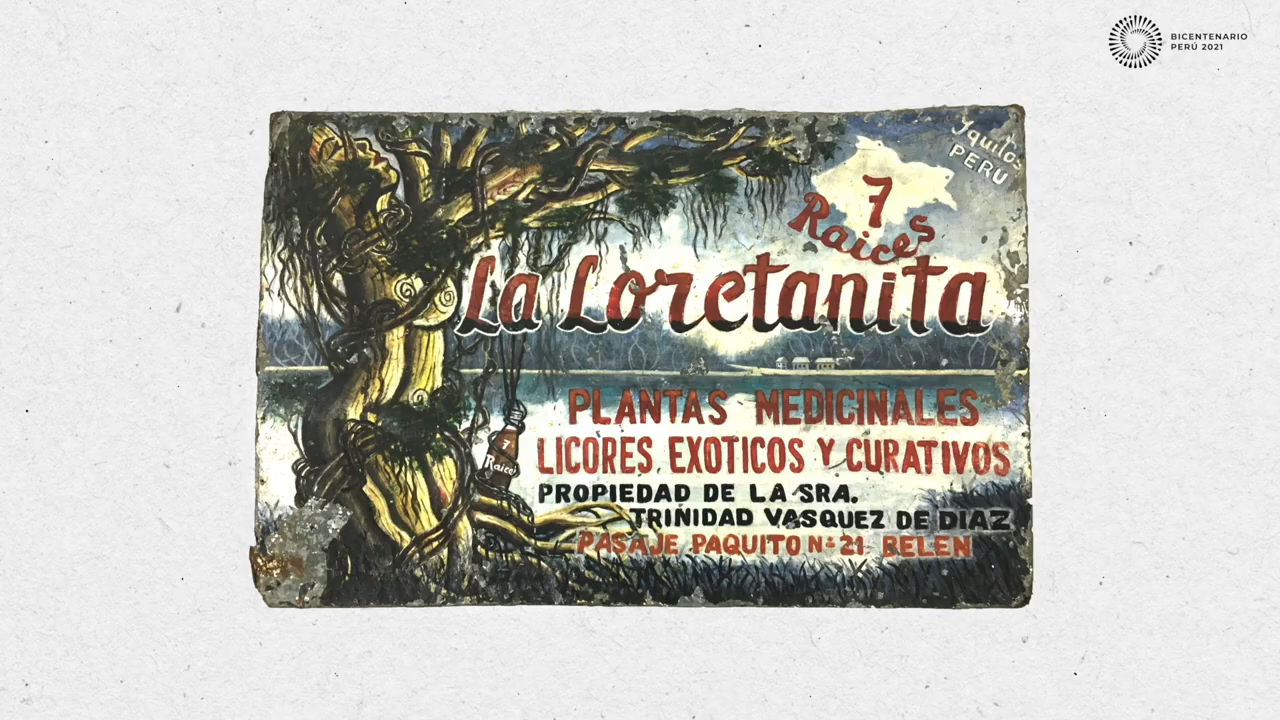 BICENTENARIO
PERÚ 2021
Iquitos
PERU
7
Raices
La Loretanita
PLANTAS MEDICINALES
LICORES EXOTICOS Y CURATIVOS
7
Raices
PROPIEDAD DE LA SRA.
TRINIDAD VASQUEZ DE DIAZ
PASAJE PAQUITO Nº 21 BELEN